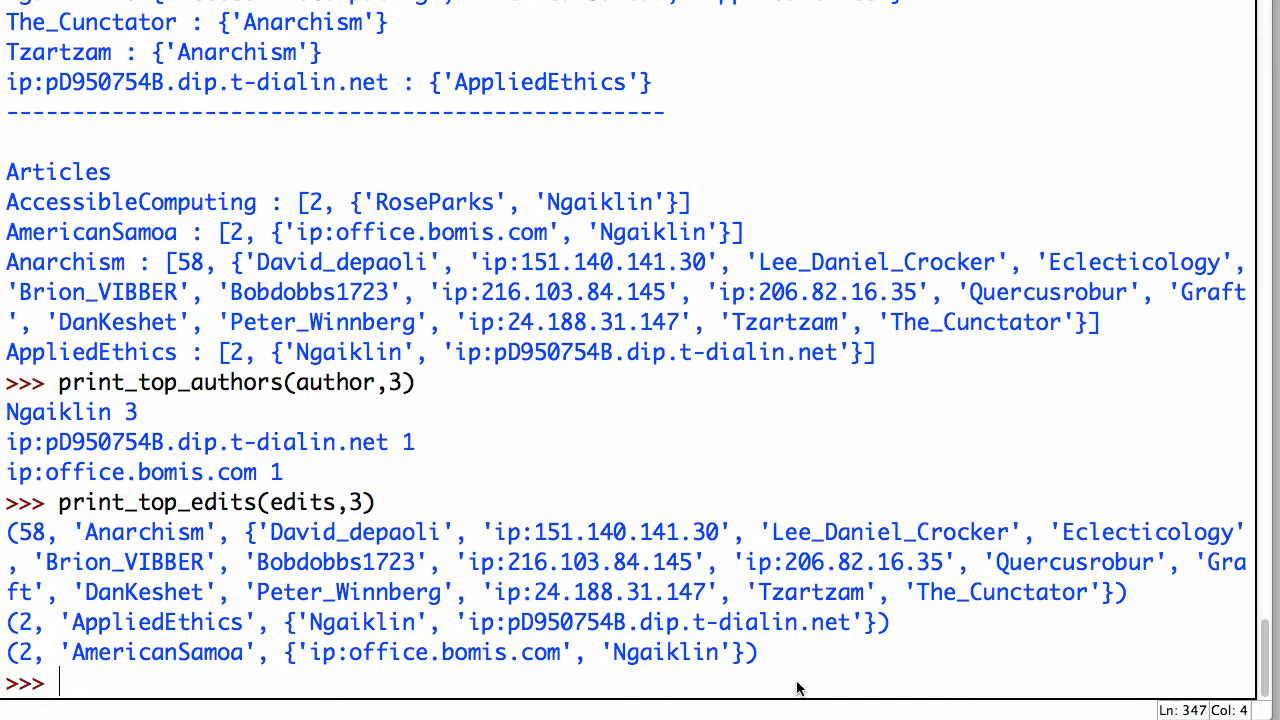 The_Cunctator : {'Anarchism'}
Tzartzam : {'Anarchism'}
ip:pD950754B.dip.t-dialin.net : {'AppliedEthics'}
--------------------------------------------------
Articles
AccessibleComputing : [2, {'RoseParks', 'Ngaiklin'}]
AmericanSamoa : [2, {'ip:office.bomis.com', 'Ngaiklin'}]
Anarchism : [58, {'David_depaoli', 'ip:151.140.141.30', 'Lee_Daniel_Crocker', 'Eclecticology',
'Brion_VIBBER', 'Bobdobbs1723', 'ip:216.103.84.145', 'ip:206.82.16.35', 'Quercusrobur', 'Graft
', 'DanKeshet', 'Peter_Winnberg', 'ip:24.188.31.147', 'Tzartzam', 'The_Cunctator'}]
AppliedEthics : [2, {'Ngaiklin', 'ip:pD950754B.dip.t-dialin.net'}]
>>> print_top_authors(author,3)
Ngaiklin 3
ip:pD950754B.dip.t-dialin.net 1
ip:office.bomis.com 1
>>> print_top_edits(edits,3)
(58, 'Anarchism', {'David_depaoli', 'ip:151.140.141.30', 'Lee_Daniel_Crocker', 'Eclecticology'
, 'Brion_VIBBER', 'Bobdobbs1723', 'ip:216.103.84.145', 'ip:206.82.16.35', 'Quercusrobur', 'Gra
ft', 'DanKeshet', 'Peter_Winnberg', 'ip:24.188.31.147', 'Tzartzam', 'The_Cunctator'})
(2, 'AppliedEthics', {'Ngaiklin', 'ip:pD950754B.dip.t-dialin.net'})
(2, 'AmericanSamoa', {'ip:office.bomis.com', 'Ngaiklin'})
>>>
Ln: 347 Col: 4